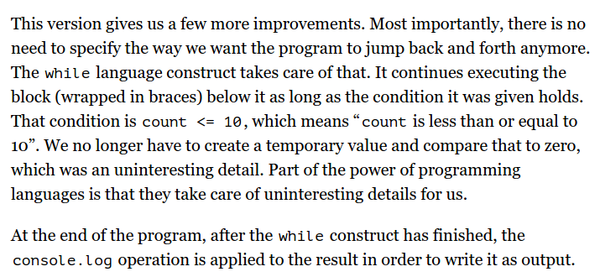 This version gives us a few more improvements. Most importantly, there is no
need to specify the way we want the program to jump back and forth anymore.
The while language construct takes care of that. It continues executing the
block (wrapped in braces) below it as long as the condition it was given holds.
That condition is count <= 10, which means “count is less than or equal to
10”. We no longer have to create a temporary value and compare that to zero,
which was an uninteresting detail. Part of the power of programming
languages is that they take care of uninteresting details for us.
At the end of the program, after the while construct has finished, the
console.log operation is applied to the result in order to write it as output.